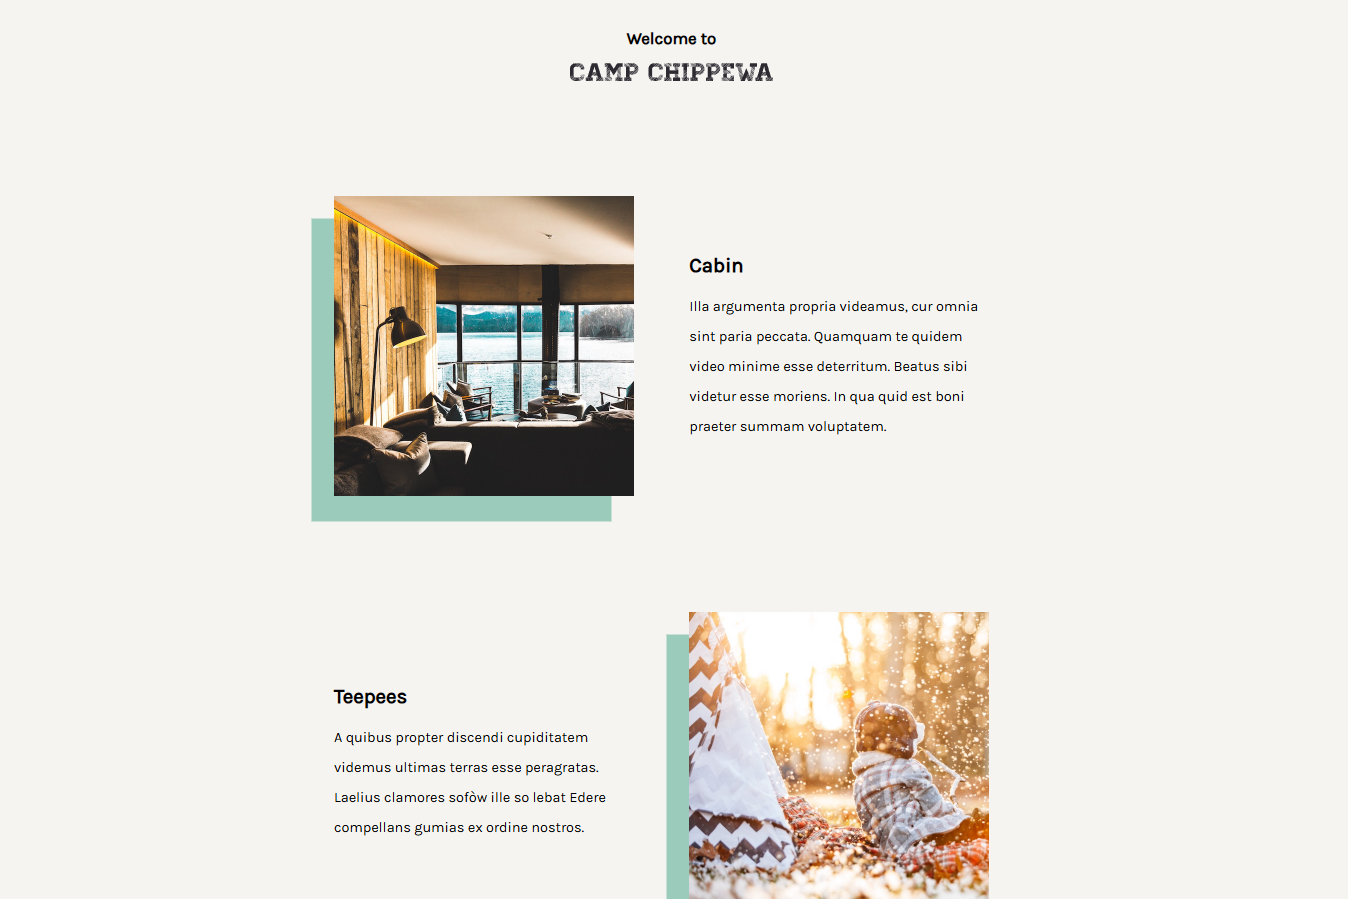 Welcome to
CAMP CHIPPEWA
Cabin
Illa argumenta propria videamus, cur omnia
sint paria peccata. Quamquam te quidem
video minime esse deterritum. Beatus sibi
videtur esse moriens. In qua quid est boni
praeter summam voluptatem.
Teepees
A quibus propter discendi cupiditatem
videmus ultimas terras esse peragratas.
Laelius clamores sofòw ille so lebat Edere
compellans gumias ex ordine nostros.